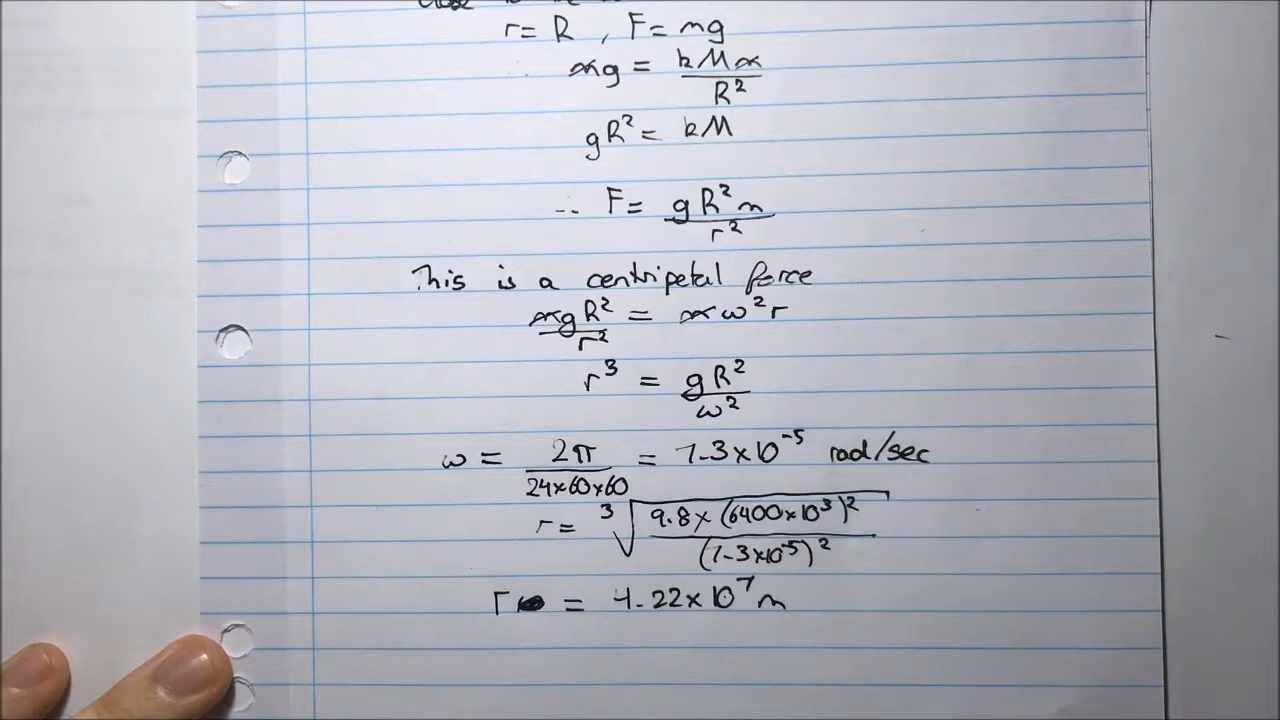 r = R , F = mg
mg = kMm / R²
gR² = kM
∴ F = gR²m / r²
This is a centripetal force
mgR² / r² = mω²r
r³ = gR² / ω²
ω = 2π / 24×60×60 = 7.3×10⁻⁵ rad/sec
r = ³√ 9.8×(6400×10³)² / (7.3×10⁻⁵)²
r = 4.22×10⁷ m